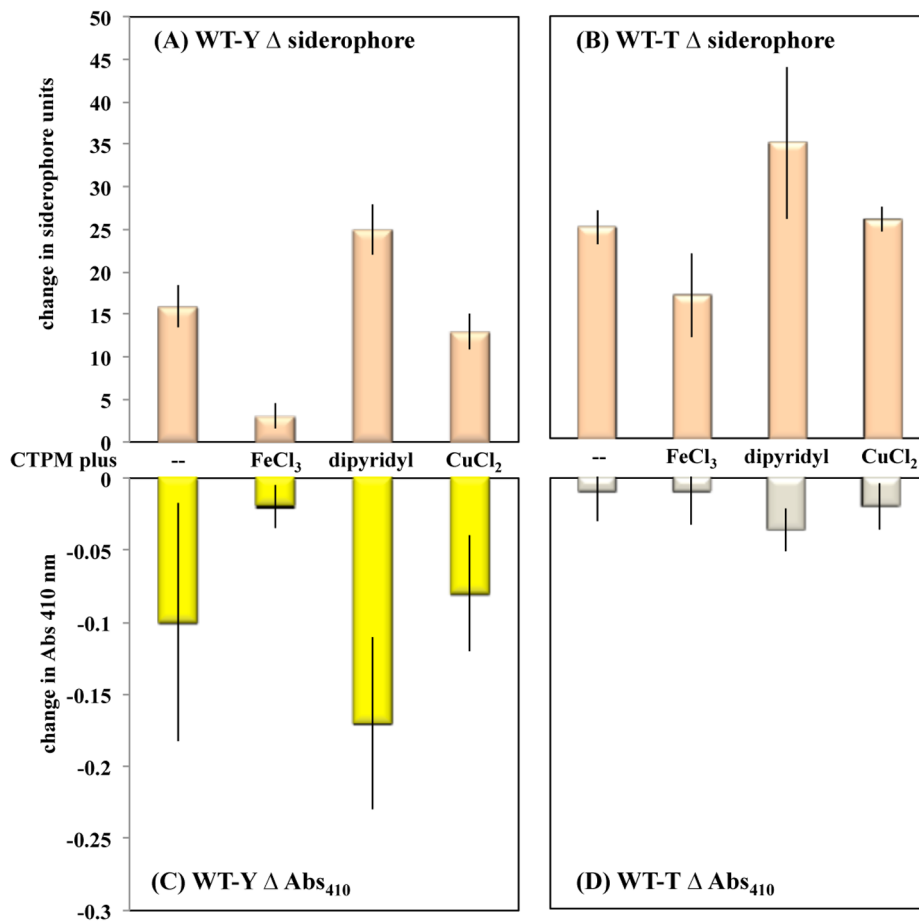 (A) WT-Y Δ siderophore
(B) WT-T Δ siderophore
change in siderophore units
50
45
40
35
30
25
20
15
10
5
0
CTPM plus -- FeCl₃ dipyridyl CuCl₂ -- FeCl₃ dipyridyl CuCl₂
change in Abs 410 nm
0
-0.05
-0.1
-0.15
-0.2
-0.25
-0.3
(C) WT-Y Δ Abs₄₁₀
(D) WT-T Δ Abs₄₁₀